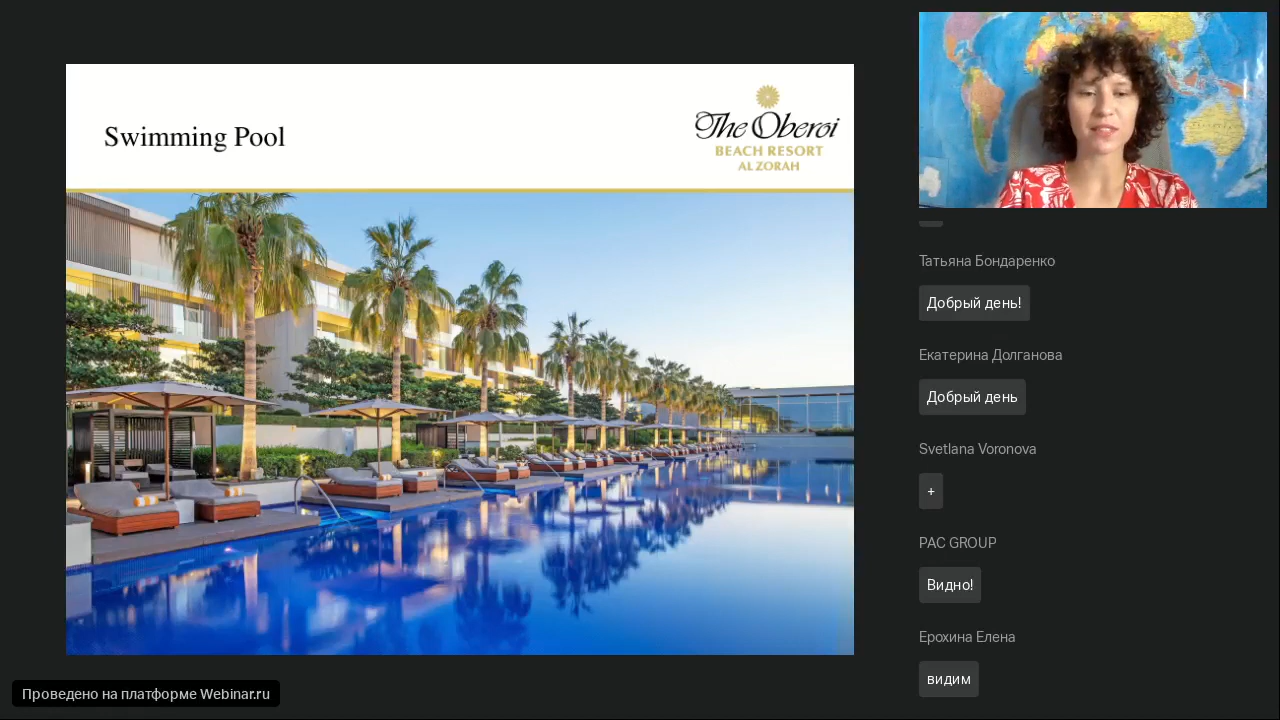 Swimming Pool
The Oberoi
BEACH RESORT
AL ZORAH
Татьяна Бондаренко
Добрый день!
Екатерина Долганова
Добрый день
Svetlana Voronova
+
PAC GROUP
Видно!
Ерохина Елена
видим
Проведено на платформе Webinar.ru